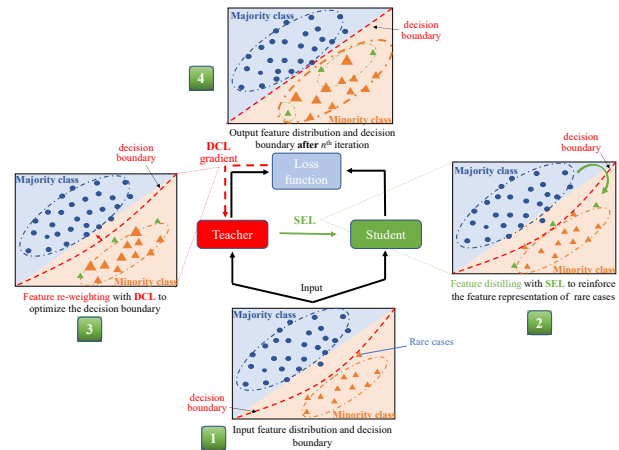 Majority class
decision
boundary
4
Minority class
Output feature distribution and decision
boundary after nth iteration
decision
boundary
DCL
gradient
Loss
function
decision
boundary
Majority class
Majority class
SEL
Teacher
Student
Minority class
Minority class
Feature re-weighting with DCL to
optimize the decision boundary
Input
Feature distilling with SEL to reinforce
the feature representation of rare cases
3
2
Majority class
Rare cases
decision
boundary
Minority class
1
Input feature distribution and decision
boundary